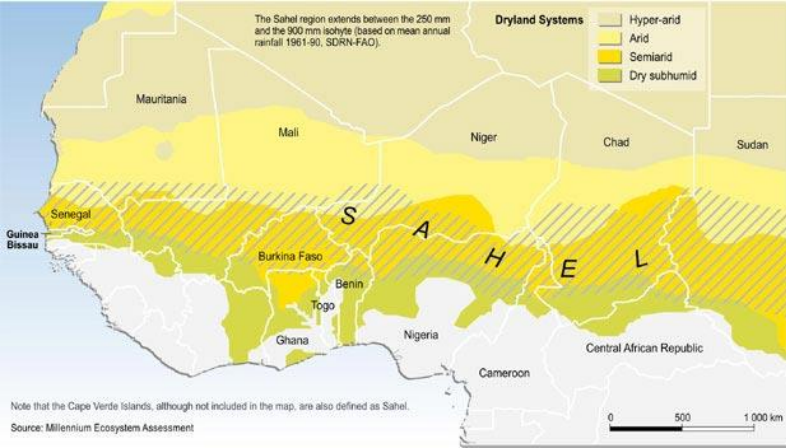 The Sahel region extends between the 250 mm
and the 900 mm isohyte (based on mean annual
rainfall 1961-90, SDRN-FAO).
Dryland Systems
Hyper-arid
Arid
Semiarid
Dry subhumid
Mauritania
Mali
Niger
Chad
Sudan
Senegal
Guinea
Bissau
SAHEL
Burkina Faso
Benin
Togo
Ghana
Nigeria
Cameroon
Central African Republic
Note that the Cape Verde Islands, although not included in the map, are also defined as Sahel.
Source: Millennium Ecosystem Assessment
0 500 1 000 km